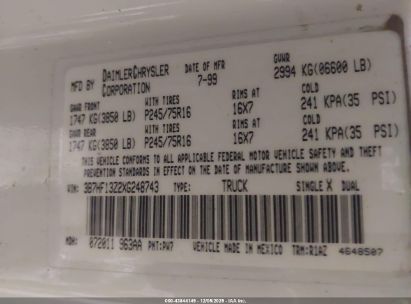 MFD BY DAIMLERCHRYSLER CORPORATION DATE OF MFR 7-99 GVWR 2994 KG(06600 LB)
GAWR FRONT WITH TIRES RIMS AT COLD
1747 KG(3850 LB) P245/75R16 16X7 241 KPA(35 PSI)
GAWR REAR WITH TIRES RIMS AT COLD
1747 KG(3850 LB) P245/75R16 16X7 241 KPA(35 PSI)
THIS VEHICLE CONFORMS TO ALL APPLICABLE FEDERAL MOTOR VEHICLE SAFETY AND THEFT
PREVENTION STANDARDS IN EFFECT ON THE DATE OF MANUFACTURE SHOWN ABOVE.
VIN: 3B7HF13Z2XG248743 TYPE: TRUCK SINGLE X DUAL
MDH: 072011 963AA PNT:PW7 VEHICLE MADE IN MEXICO TRM:R1AZ 4648507